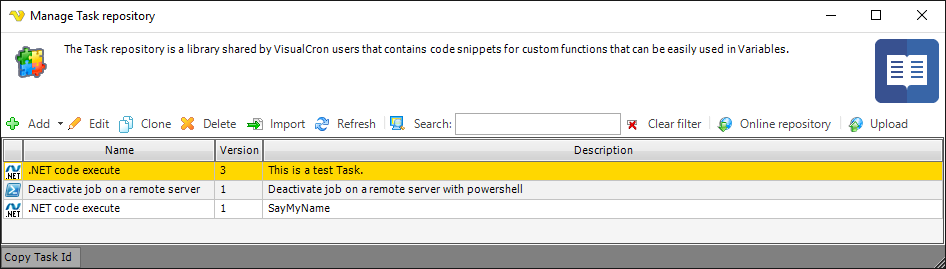 Manage Task repository
The Task repository is a library shared by VisualCron users that contains code snippets for custom functions that can be easily used in Variables.
Add Edit Clone Delete Import Refresh Search: Clear filter Online repository Upload
Name Version Description
.NET .NET code execute 3 This is a test Task.
Deactivate job on a remote server 1 Deactivate job on a remote server with powershell
.NET .NET code execute 1 SayMyName
Copy Task Id